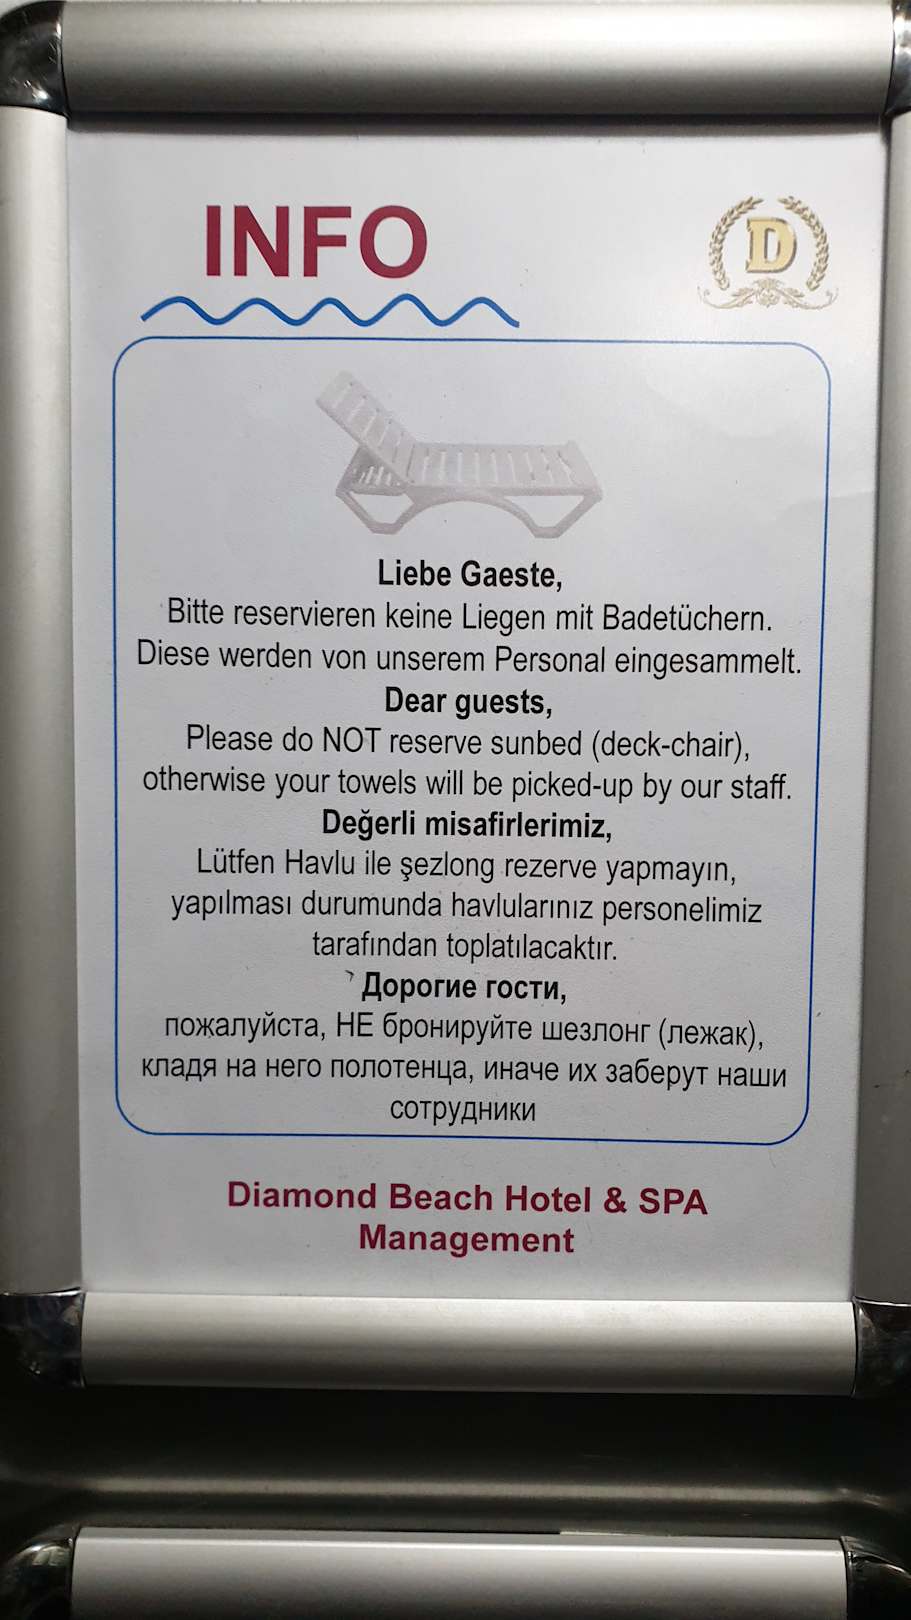 INFO
D
Liebe Gaeste,
Bitte reservieren keine Liegen mit Badetüchern.
Diese werden von unserem Personal eingesammelt.
Dear guests,
Please do NOT reserve sunbed (deck-chair),
otherwise your towels will be picked-up by our staff.
Değerli misafirlerimiz,
Lütfen Havlu ile şezlong rezerve yapmayın,
yapılması durumunda havlularınız personelimiz
tarafından toplatılacaktır.
Дорогие гости,
пожалуйста, НЕ бронируйте шезлонг (лежак),
кладя на него полотенца, иначе их заберут наши
сотрудники
Diamond Beach Hotel & SPA
Management